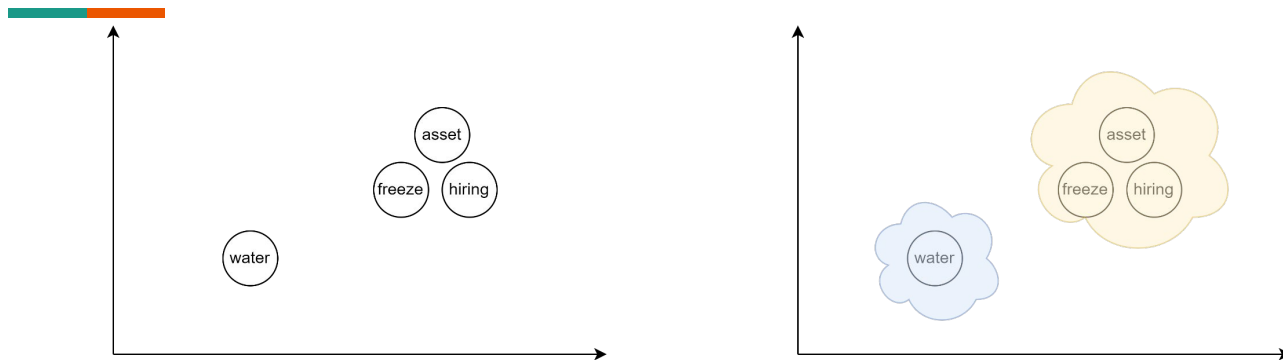 asset
freeze hiring
water
asset
freeze hiring
water